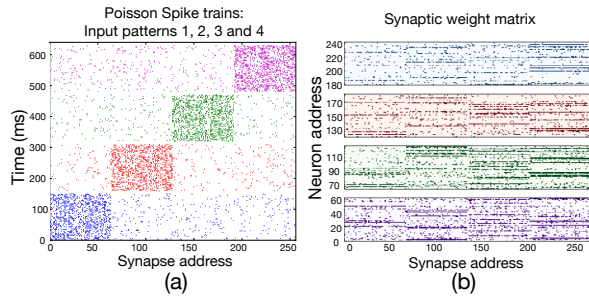 Poisson Spike trains:
Input patterns 1, 2, 3 and 4
Time (ms)
600
500
400
300
200
100
0
0 50 100 150 200 250
Synapse address
(a)
Synaptic weight matrix
Neuron address
240
220
200
180
170
150
130
110
90
70
60
40
20
0
0 50 100 150 200 250
Synapse address
(b)